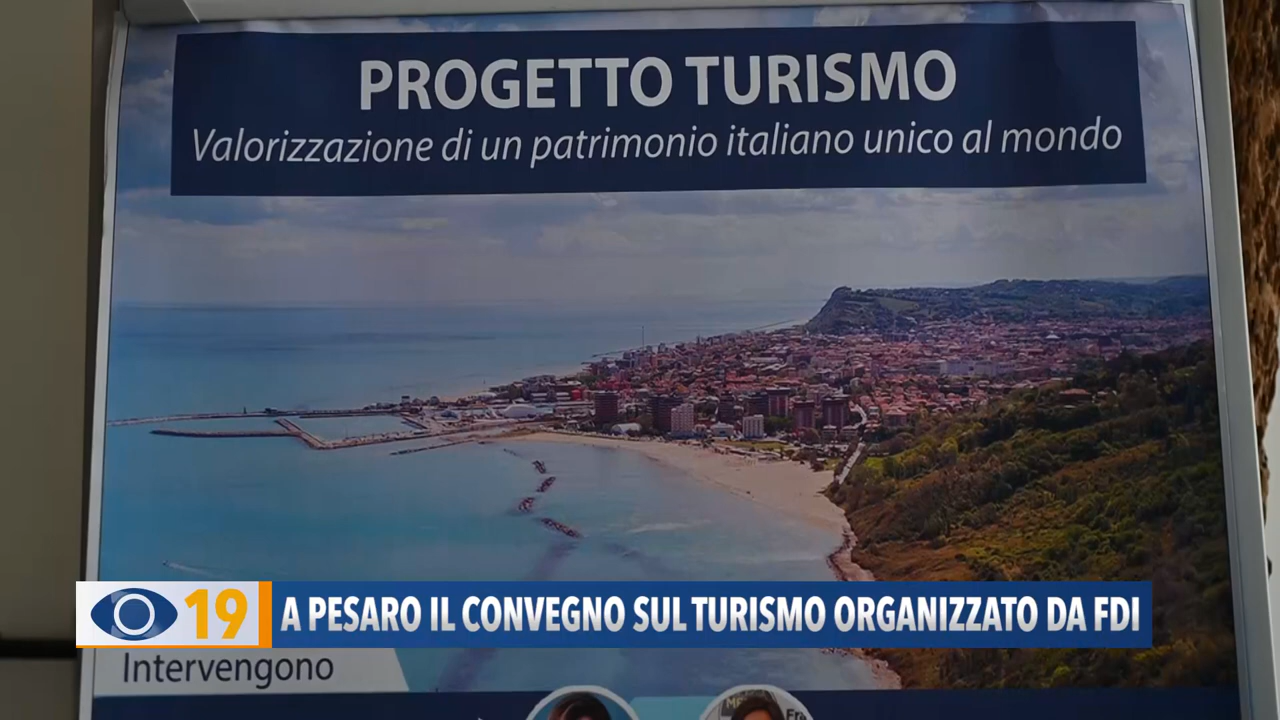 PROGETTO TURISMO
Valorizzazione di un patrimonio italiano unico al mondo
19 A PESARO IL CONVEGNO SUL TURISMO ORGANIZZATO DA FDI
Intervengono